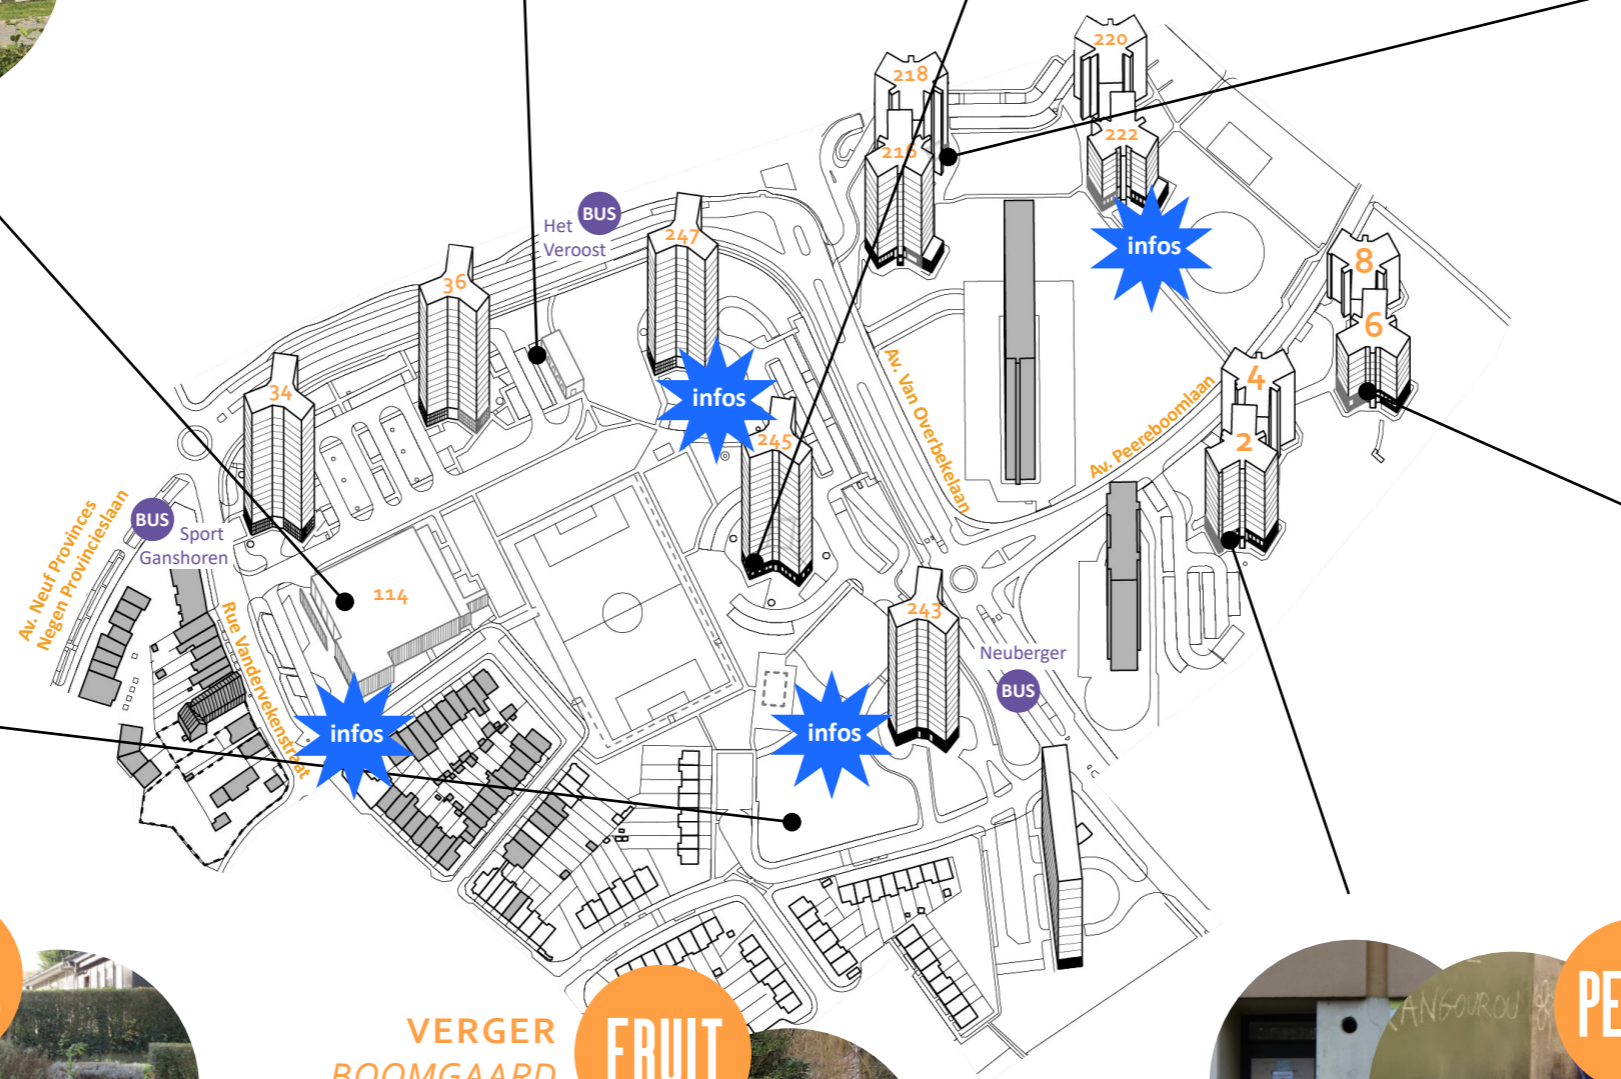 220
218
222
216
BUS
Het
Veroost
247
infos
36
8
6
infos
34
4
Av. Van Overbekelaan
Av. Peereboomlaan
245
2
Av. Neuf Provinces
Negen Provincieslaan
BUS
Sport
Ganshoren
114
243
Rue Vandervekenstraat
Neuberger
BUS
infos
infos
VERGER
BOOMGAARD
FRUIT
ANGOUROU
PE